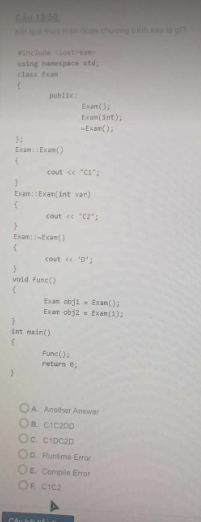 Câu 13:50:
Kết quả thực hiện đoạn chương trình sau là gì?
#include <iostream>
using namespace std;
class Exam
{
public:
Exam();
Exam(int);
~Exam();
};
Exam::Exam()
{
cout << "C1";
}
Exam::Exam(int var)
{
cout << "C2";
}
Exam::~Exam()
{
cout << 'D';
}
void Func()
{
Exam obj1 = Exam();
Exam obj2 = Exam(1);
}
int main()
{
Func();
return 0;
}
A. Another Answer
B. C1C2DD
C. C1DC2D
D. Runtime Error
E. Compile Error
F. C1C2